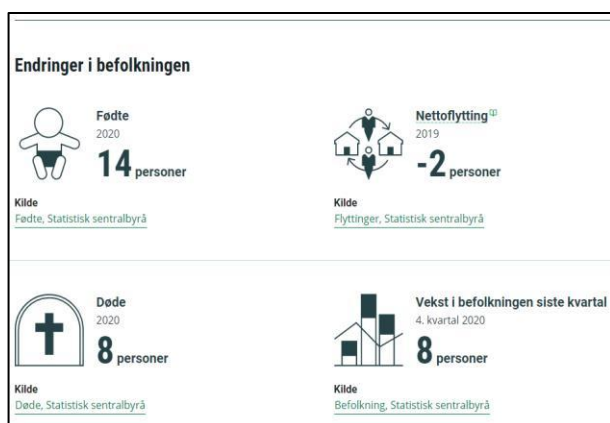 Endringer i befolkningen
Fødte
2020
14 personer
Kilde
Fødte, Statistisk sentralbyrå
Nettoflytting
2019
-2 personer
Kilde
Flyttinger, Statistisk sentralbyrå
Døde
2020
8 personer
Kilde
Døde, Statistisk sentralbyrå
Vekst i befolkningen siste kvartal
4. kvartal 2020
8 personer
Kilde
Befolkning, Statistisk sentralbyrå